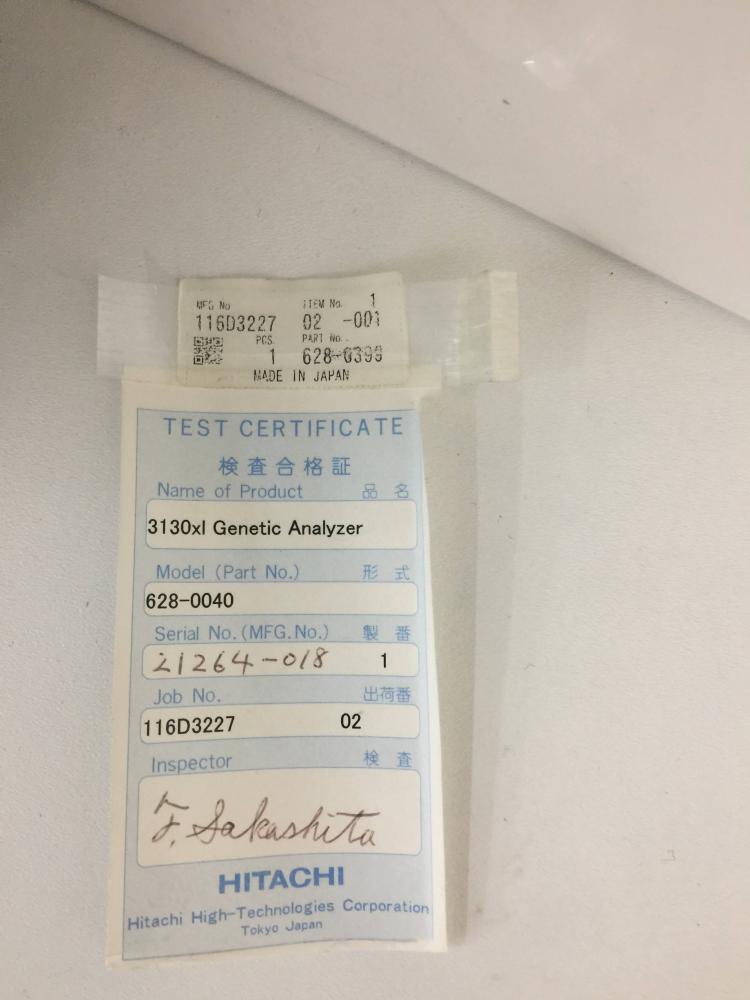 MFG No ITEM No. 1
116D3227 02 -001
PCS. PART No.
1 628-0399
MADE IN JAPAN
TEST CERTIFICATE
検査合格証
Name of Product 品名
3130xl Genetic Analyzer
Model (Part No.) 形式
628-0040
Serial No. (MFG.No.) 製番
21264-018 1
Job No. 出荷番
116D3227 02
Inspector 検査
F. Sakashita
HITACHI
Hitachi High-Technologies Corporation
Tokyo Japan